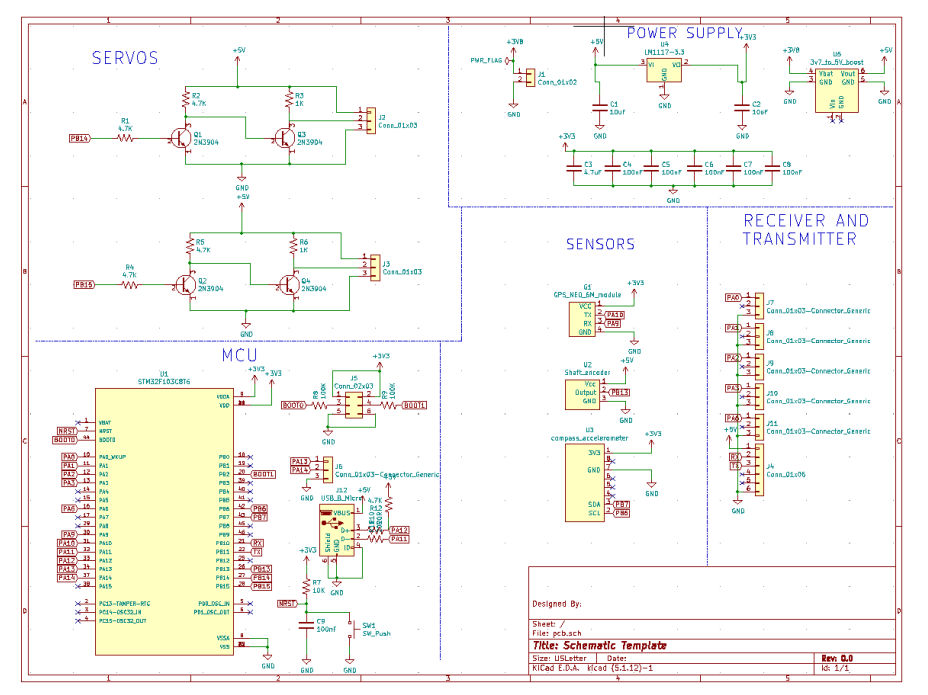 1
2
3
4
5
SERVOS
+5V
R2
4.7K
R3
1K
R1
4.7K
PB14
Q1
2N3904
Q3
2N3904
J2
Conn_01x03
GND
+5V
R5
4.7K
R6
1K
R4
4.7K
PB15
Q2
2N3904
Q4
2N3904
J3
Conn_01x03
GND
POWER SUPPLY
+3V8
PWR_FLAG
J1
Conn_01x02
GND
+5V
U4
LM1117-3.3
VI
VO
GND
+3V3
C1
10uF
GND
C2
10uF
GND
+3V8
U5
3v7_to_5V_boost
+5V
Vbat
Vout
GND
GND
GND
GND
+3V3
C3
4.7uF
C4
100nF
C5
100nF
C6
100nF
C7
100nF
C8
100nF
GND
SENSORS
G1
GPS_NEO_6M_module
VCC
TX
RX
GND
PA10
PA9
+3V3
GND
U2
Shaft_encoder
Vcc
Output
GND
PB13
+5V
GND
U3
compass_accelerometer
3V3
GND
SDA
SCL
PB7
PB6
+3V3
GND
RECEIVER AND
TRANSMITTER
PA0
J7
Conn_01x03-Connector_Generic
PA1
J8
Conn_01x03-Connector_Generic
PA2
J9
Conn_01x03-Connector_Generic
PA3
J10
Conn_01x03-Connector_Generic
PA6
J11
Conn_01x03-Connector_Generic
+5V
RX
TX
J4
Conn_01x06
GND
MCU
U1
STM32F103C8T6
+3V3
+3V3
VDDA
VDD
VBAT
NRST
BOOT0
NRST
BOOT0
PA0_WKUP
PA1
PA2
PA3
PA4
PA5
PA6
PA7
PA8
PA9
PA10
PA11
PA12
PA13
PA14
PA15
PB0
PB1
PB2
PB3
PB4
PB5
PB6
PB7
PB8
PB9
PB10
PB11
PB12
PB13
PB14
PB15
BOOT1
PB6
PB7
RX
TX
PB13
PB14
PB15
PC13-TAMPER-RTC
PC14-OSC32_IN
PC15-OSC32_OUT
PD0_OSC_IN
PD1_OSC_OUT
VSSA
VSS
GND
+3V3
J5
Conn_02x03
R8
100K
R9
100K
BOOT0
BOOT1
GND
PA13
PA14
J6
Conn_01x03-Connector_Generic
GND
J12
USB_B_Micro
+5V
VBUS
D+
D-
ID
Shield
GND
4.7K
R12
PA12
PA11
GND
+3V3
R7
10K
NRST
C9
100nf
SW1
SW_Push
GND
GND
Designed By:
Sheet: /
File: pcb.sch
Title: Schematic Template
Size: USLetter
Date:
Rev: 0.0
KiCad E.D.A. kicad (5.1.12)-1
Id: 1/1